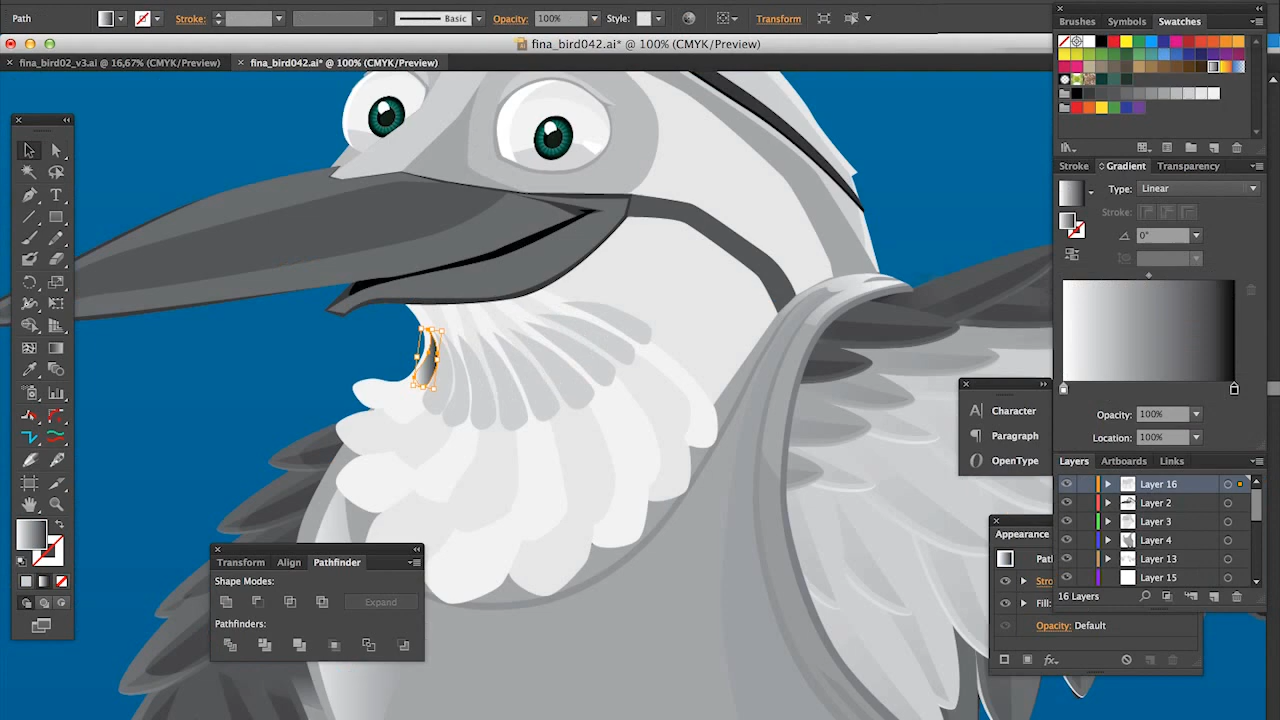 Path
Stroke:
Basic
Opacity:
100%
Style:
Transform
fina_bird042.ai* @ 100% (CMYK/Preview)
fina_bird02_v3.ai @ 16,67% (CMYK/Preview)
fina_bird042.ai* @ 100% (CMYK/Preview)
Brushes
Symbols
Swatches
Stroke
Gradient
Transparency
Type:
Linear
Stroke:
0°
Opacity:
100%
Location:
100%
Character
Paragraph
OpenType
Layers
Artboards
Links
Layer 16
Layer 2
Layer 3
Layer 4
Layer 13
Layer 15
16 Layers
Appearance
Pat
Stro
Fill:
Opacity: Default
Transform
Align
Pathfinder
Shape Modes:
Expand
Pathfinders: